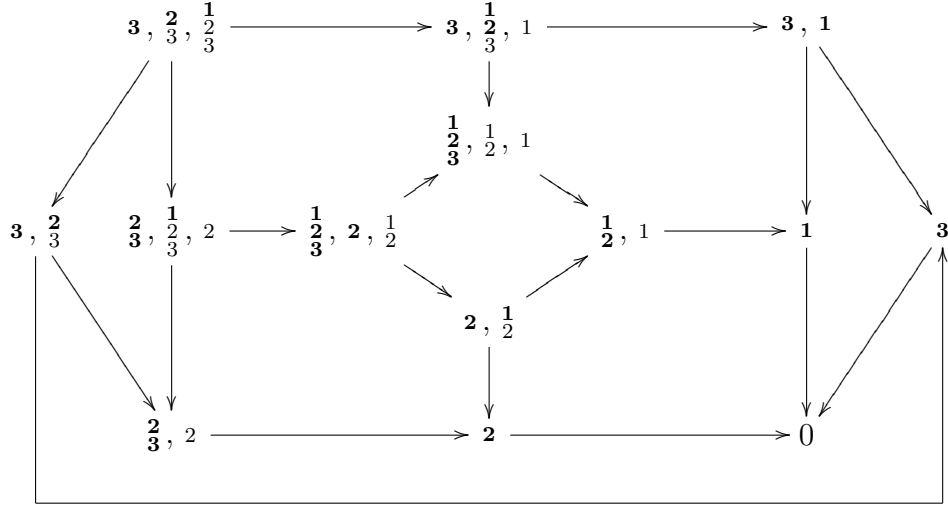 3 , 2 3 , 1 2 3
3 , 1 2 3 , 1
3 , 1
1 2 3 , 1 2 , 1
3 , 2 3
2 3 , 1 2 3 , 2
1 2 3 , 2 , 1 2
1 2 , 1
1
3
2 , 1 2
2 3 , 2
2
0